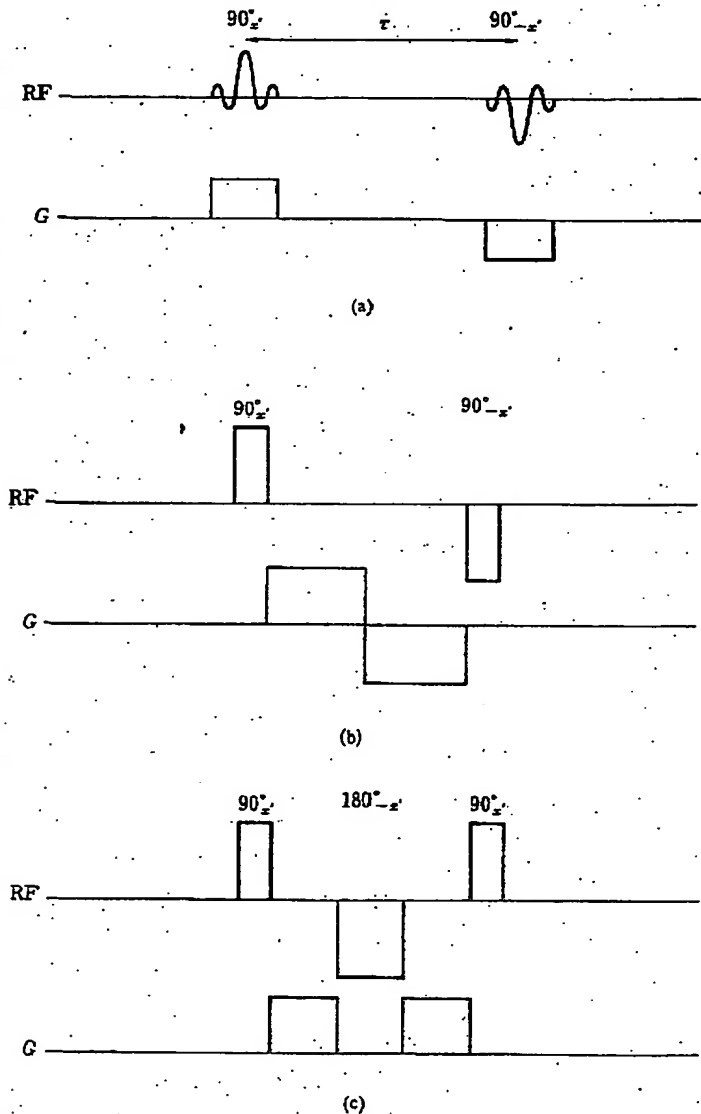 90°x′ τ 90°−x′
RF
G
(a)
90°x′ 90°−x′
RF
G
(b)
90°x′ 180°−x′ 90°x′
RF
G
(c)